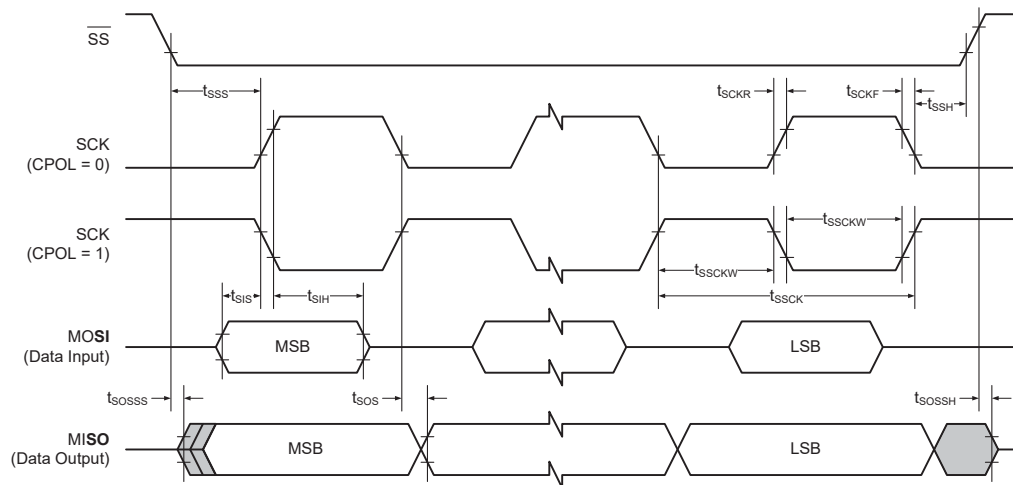 SS
tSSS
tSCKR
tSCKF
tSSH
SCK
(CPOL = 0)
SCK
(CPOL = 1)
tSSCKW
tSSCKW
tSIS
tSIH
tSSCK
MOSI
(Data Input)
MSB
LSB
tSOSSS
tSOS
tSOSSH
MISO
(Data Output)
MSB
LSB